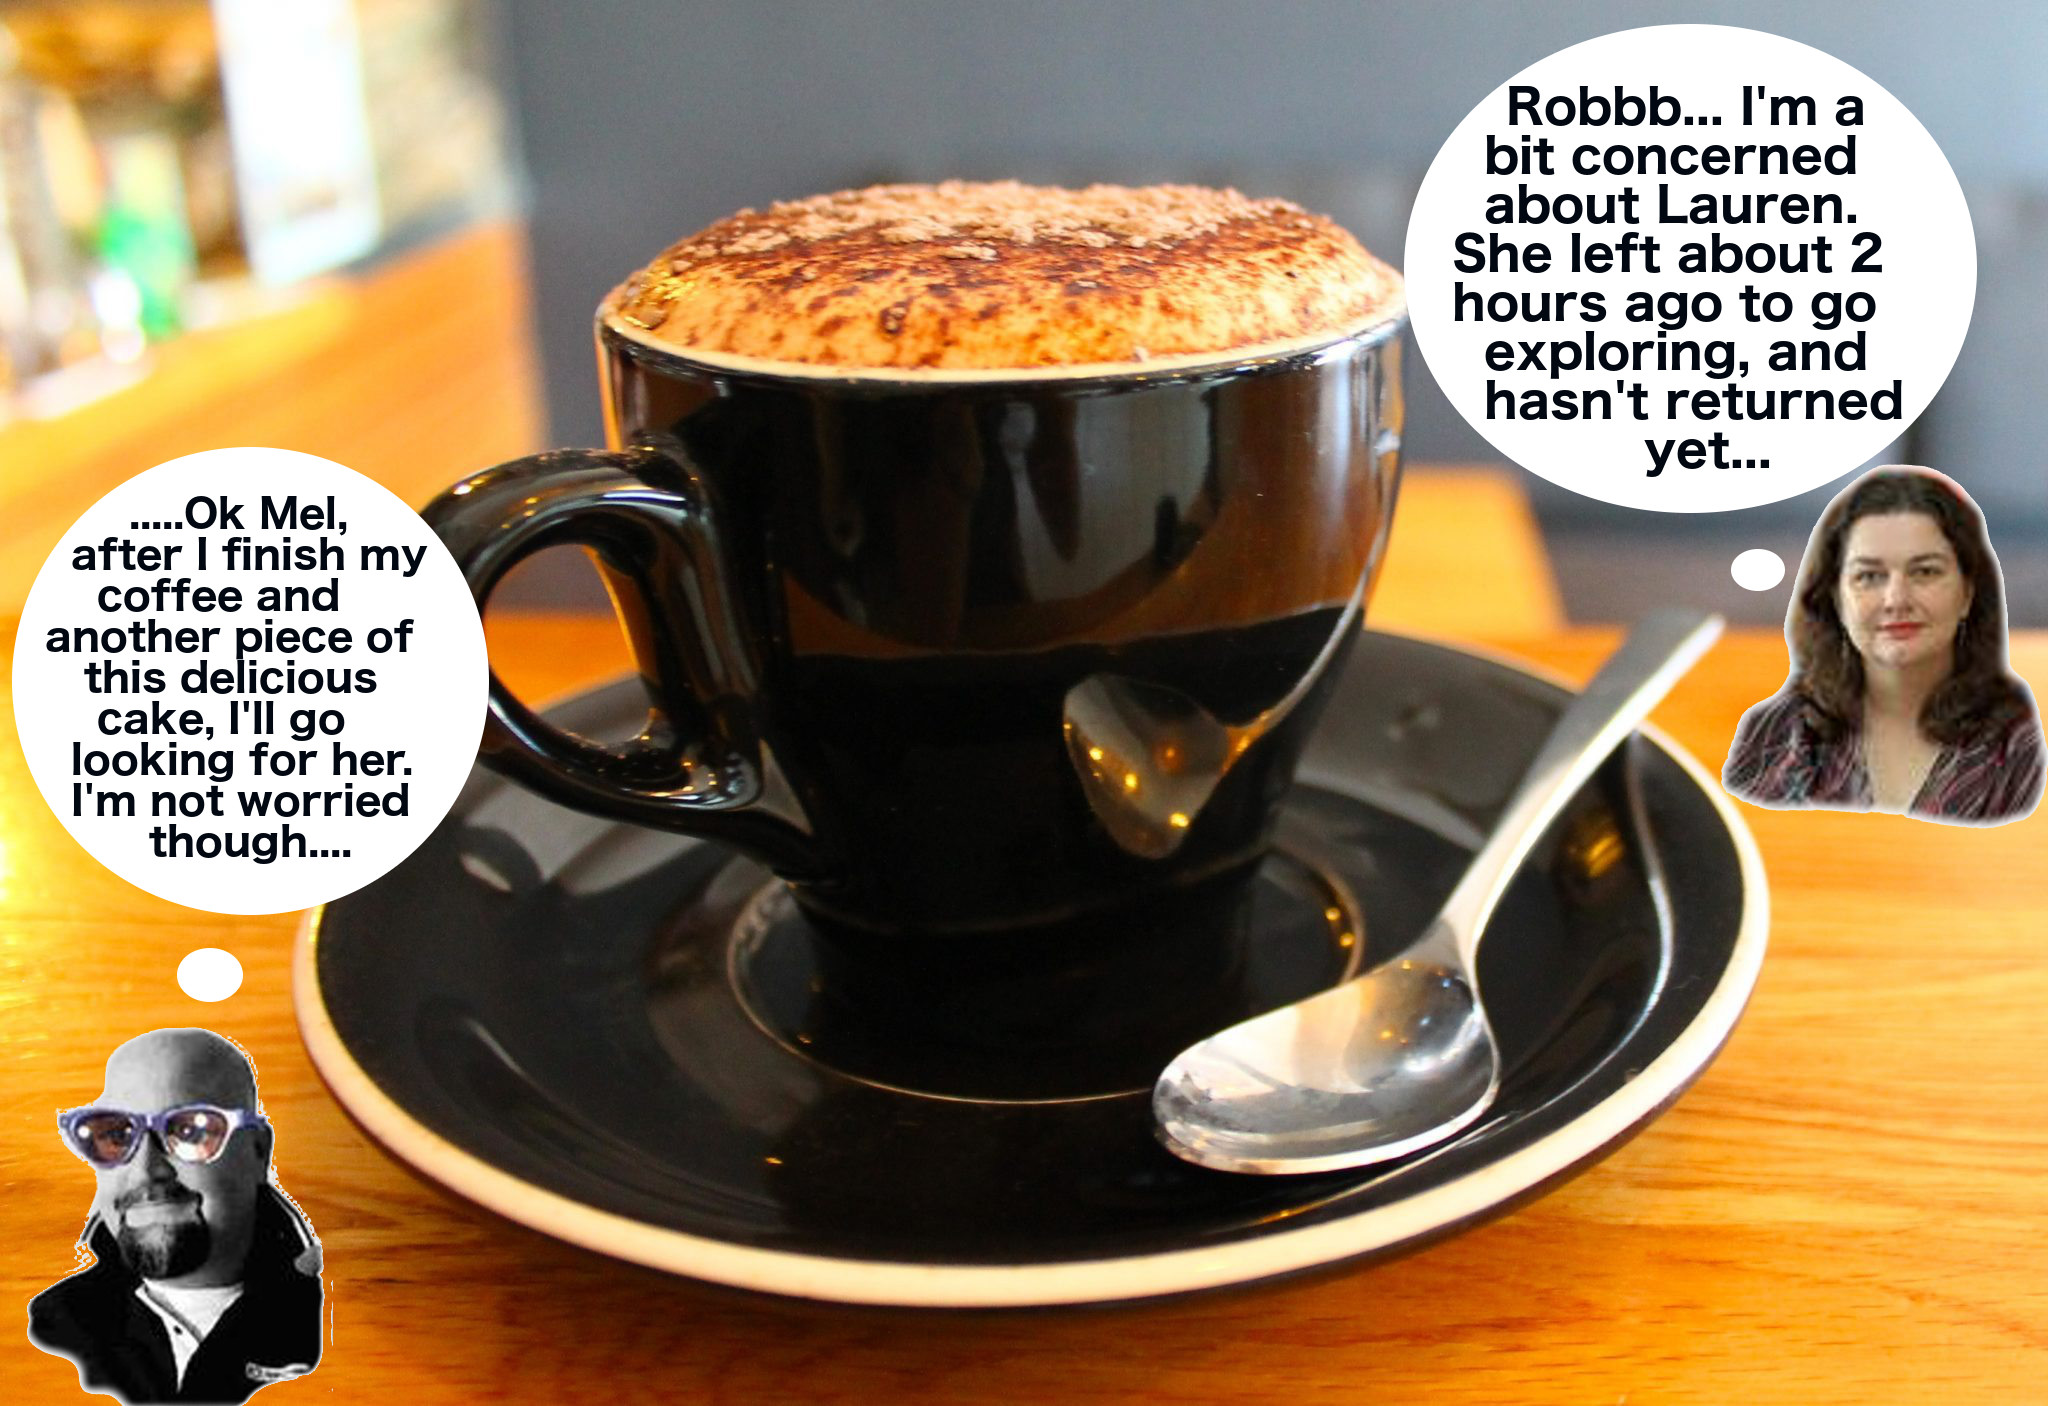 Robbb... I'm a
bit concerned
about Lauren.
She left about 2
hours ago to go
exploring, and
hasn't returned
yet...
.....Ok Mel,
after I finish my
coffee and
another piece of
this delicious
cake, I'll go
looking for her.
I'm not worried
though....